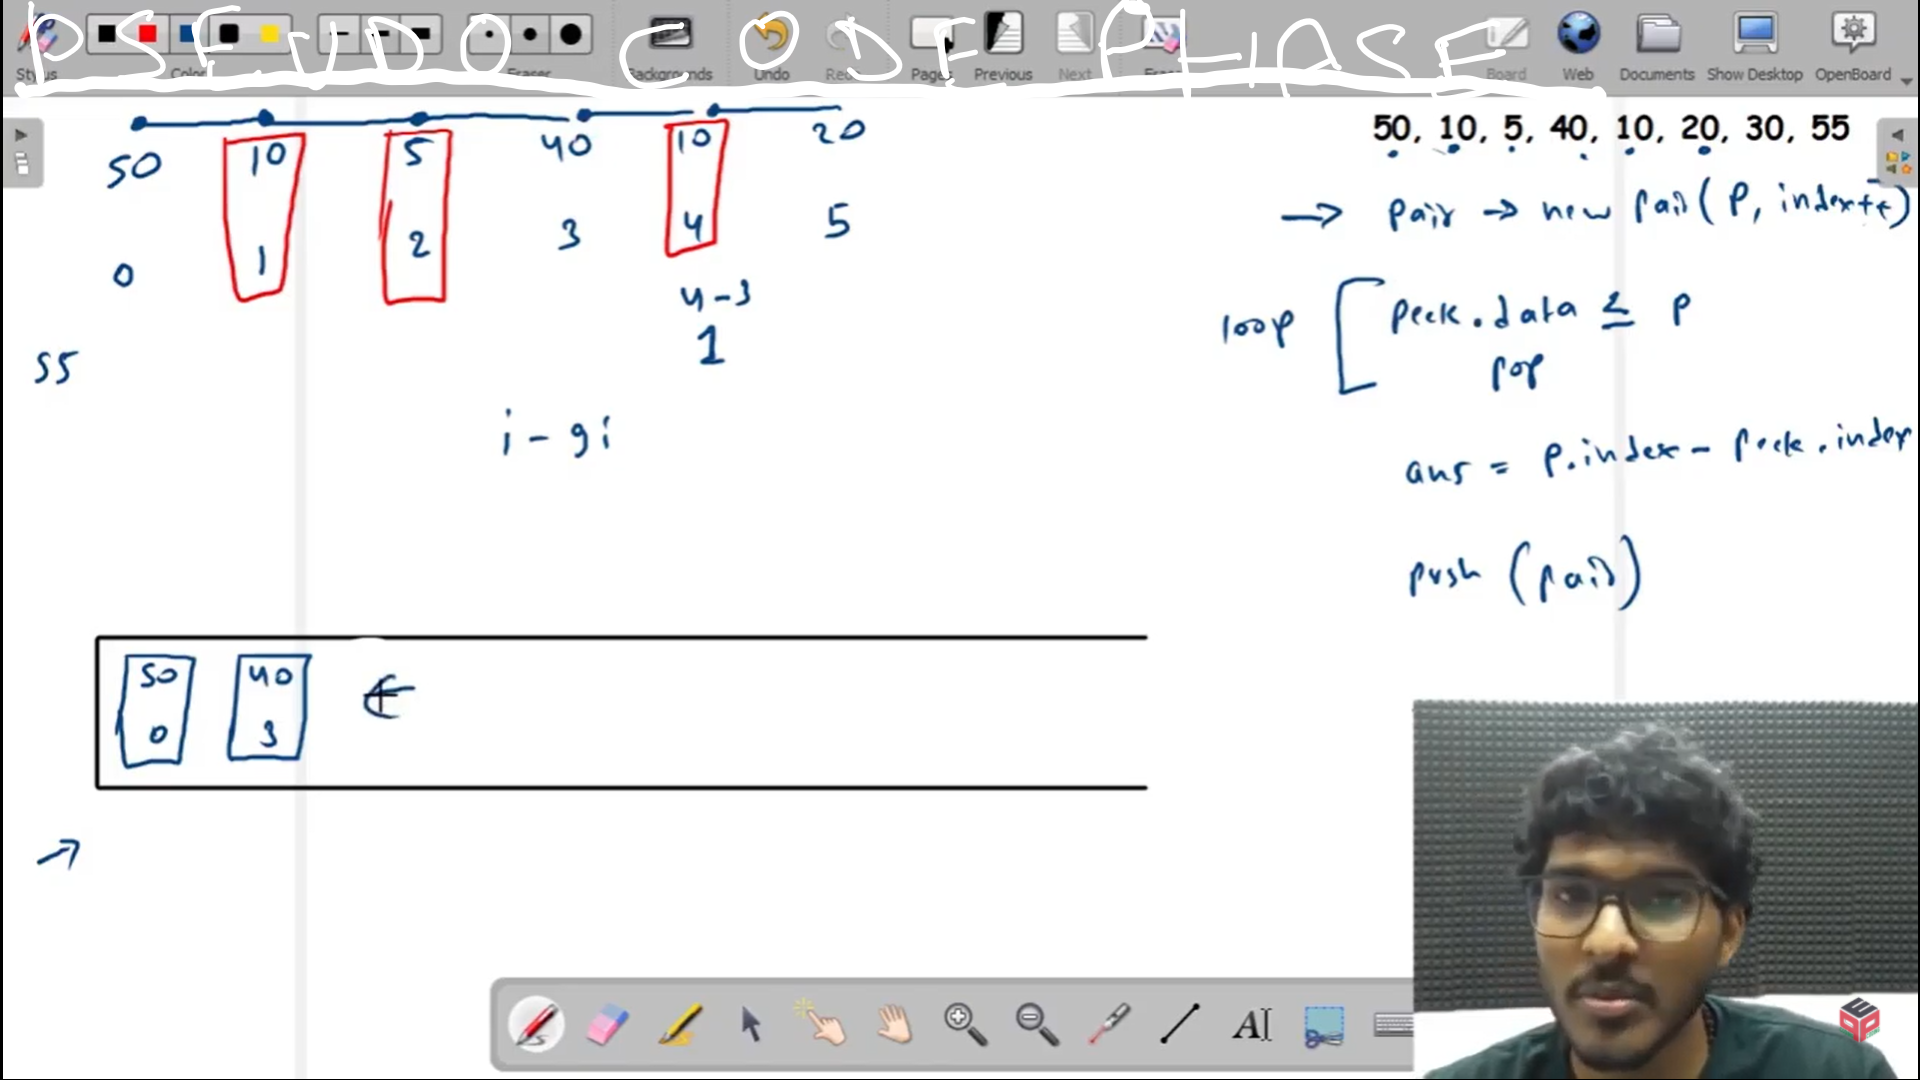 PSEUDO CODE PHASE
Stylus Color Eraser Backgrounds Undo Redo Pages Previous Next Erase Board Web Documents Show Desktop OpenBoard
50 10 5 40 10 20
0 1 2 3 4 5
4-3
1
55
i - gi
50, 10, 5, 40, 10, 20, 30, 55
→ pair → new pair(P, index++)
loop [ peek.data ≤ P
pop
ans = P.index - peek.index
push (pair)
50 40 ←
0 3
→
AI